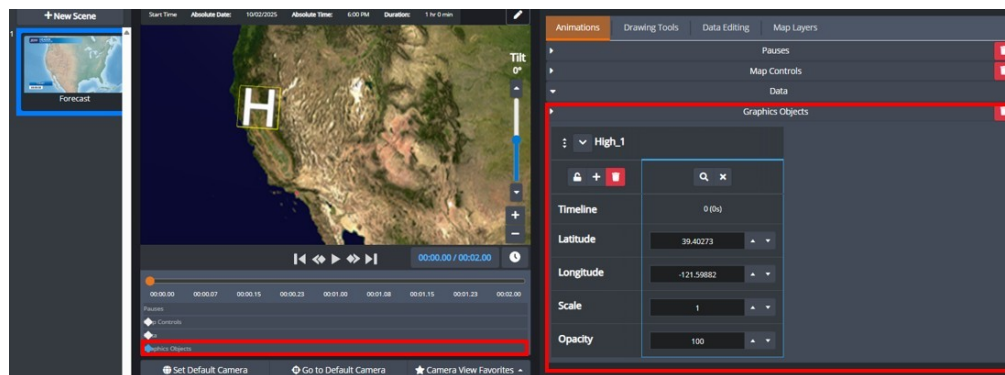 + New Scene
1
Forecast
Start Time Absolute Date: 10/02/2025 Absolute Time: 6:00 PM Duration: 1 hr 0 min
Tilt
0°
H
00:00.00 / 00:02.00
00:00.00 00:00.07 00:00.15 00:00.23 00:01.00 00:01.08 00:01.15 00:01.23 00:02.00
Pauses
p Controls
ta
aphics Objects
Set Default Camera Go to Default Camera Camera View Favorites
Animations Drawing Tools Data Editing Map Layers
Pauses
Map Controls
Data
Graphics Objects
High_1
Timeline 0 (0s)
Latitude 39.40273
Longitude -121.59882
Scale 1
Opacity 100